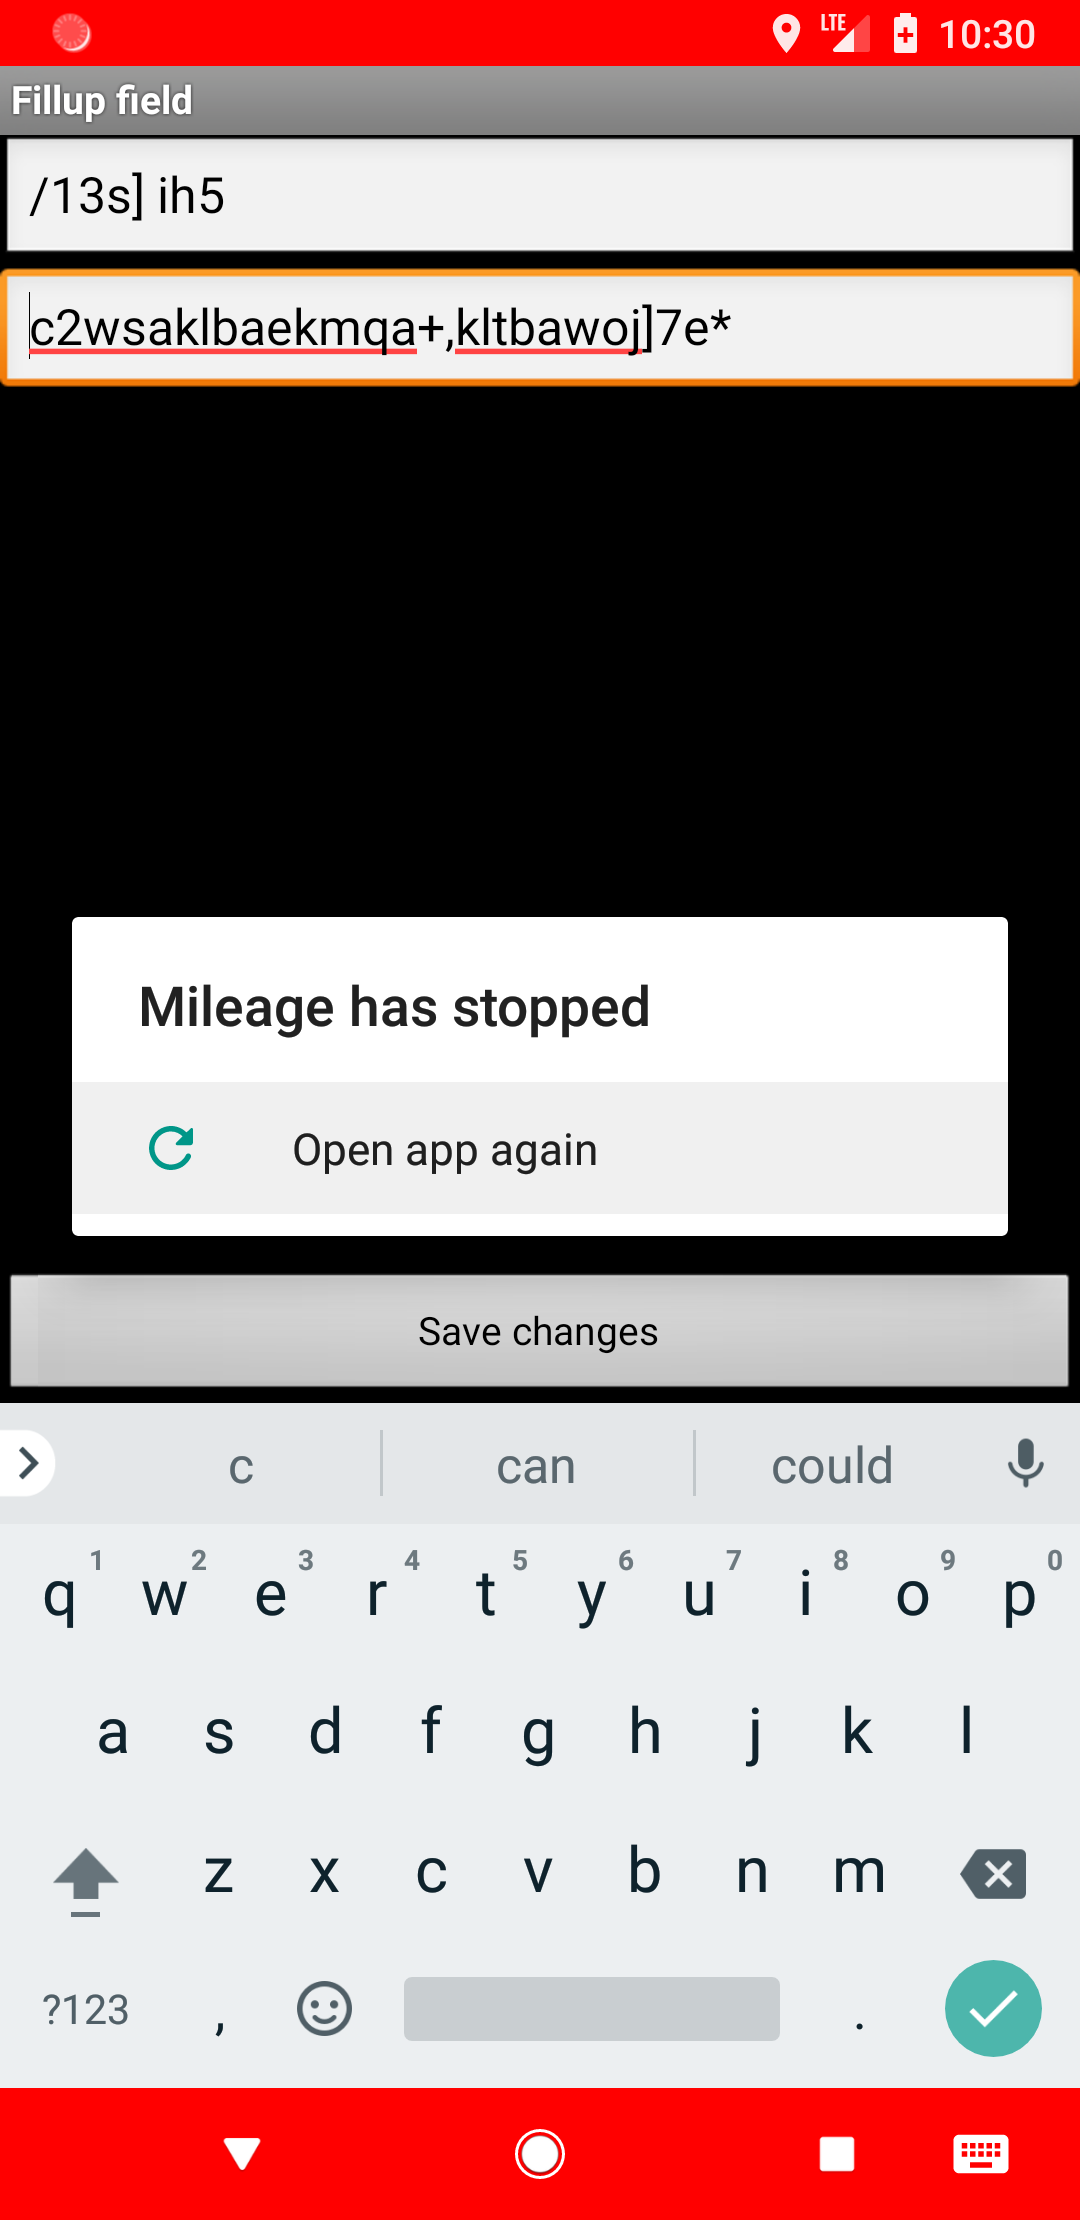 LTE 10:30
Fillup field
/13s] ih5
c2wsaklbaekmqa+,kltbawoj]7e*
Mileage has stopped
Open app again
Save changes
c can could
1 2 3 4 5 6 7 8 9 0
q w e r t y u i o p
a s d f g h j k l
z x c v b n m
?123 , .